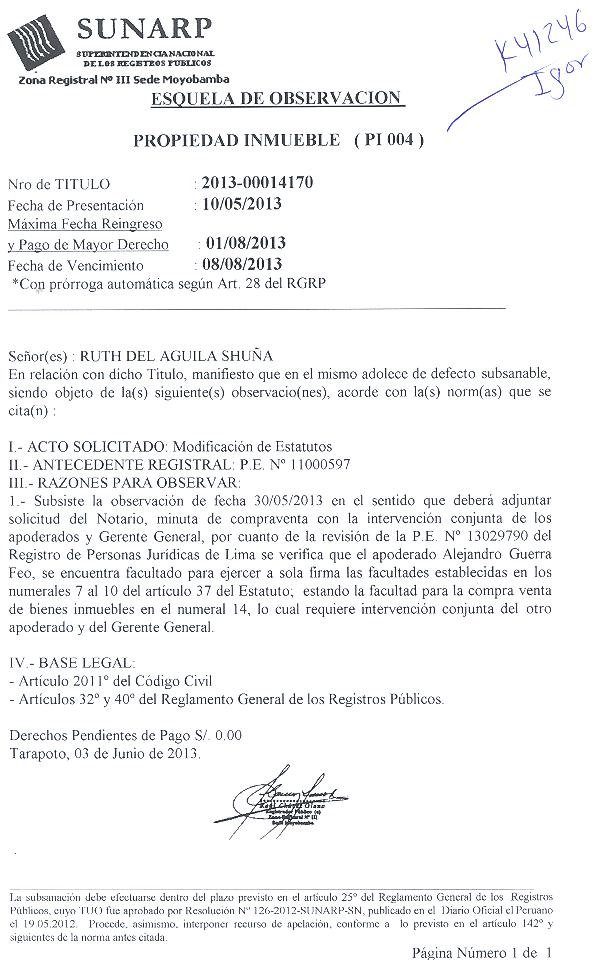 SUNARP
SUPERINTENDENCIA NACIONAL
DE LOS REGISTROS PUBLICOS
Zona Registral Nº III Sede Moyobamba
K41246
Igor
ESQUELA DE OBSERVACION
PROPIEDAD INMUEBLE ( PI 004 )
Nro de TITULO : 2013-00014170
Fecha de Presentación : 10/05/2013
Máxima Fecha Reingreso
y Pago de Mayor Derecho : 01/08/2013
Fecha de Vencimiento : 08/08/2013
*Con prórroga automática según Art. 28 del RGRP
Señor(es) : RUTH DEL AGUILA SHUÑA
En relación con dicho Titulo, manifiesto que en el mismo adolece de defecto subsanable,
siendo objeto de la(s) siguiente(s) observacio(nes), acorde con la(s) norm(as) que se
cita(n) :
I.- ACTO SOLICITADO: Modificación de Estatutos
II.- ANTECEDENTE REGISTRAL: P.E. Nº 11000597
III.- RAZONES PARA OBSERVAR:
1.- Subsiste la observación de fecha 30/05/2013 en el sentido que deberá adjuntar
solicitud del Notario, minuta de compraventa con la intervención conjunta de los
apoderados y Gerente General, por cuanto de la revisión de la P.E. Nº 13029790 del
Registro de Personas Jurídicas de Lima se verifica que el apoderado Alejandro Guerra
Feo, se encuentra facultado para ejercer a sola firma las facultades establecidas en los
numerales 7 al 10 del artículo 37 del Estatuto; estando la facultad para la compra venta
de bienes inmuebles en el numeral 14, lo cual requiere intervención conjunta del otro
apoderado y del Gerente General.
IV.- BASE LEGAL:
- Artículo 2011º del Código Civil
- Artículos 32º y 40º del Reglamento General de los Registros Públicos.
Derechos Pendientes de Pago S/. 0.00
Tarapoto, 03 de Junio de 2013.
Registrador Público (e)
Zona Registral Nº III
Sede Moyobamba
La subsanación debe efectuarse dentro del plazo previsto en el artículo 25º del Reglamento General de los Registros
Públicos, cuyo TUO fue aprobado por Resolución Nº 126-2012-SUNARP-SN, publicado en el Diario Oficial el Peruano
el 19.05.2012. Procede, asimismo, interponer recurso de apelación, conforme a lo previsto en el artículo 142º y
siguientes de la norma antes citada.
Página Número 1 de 1